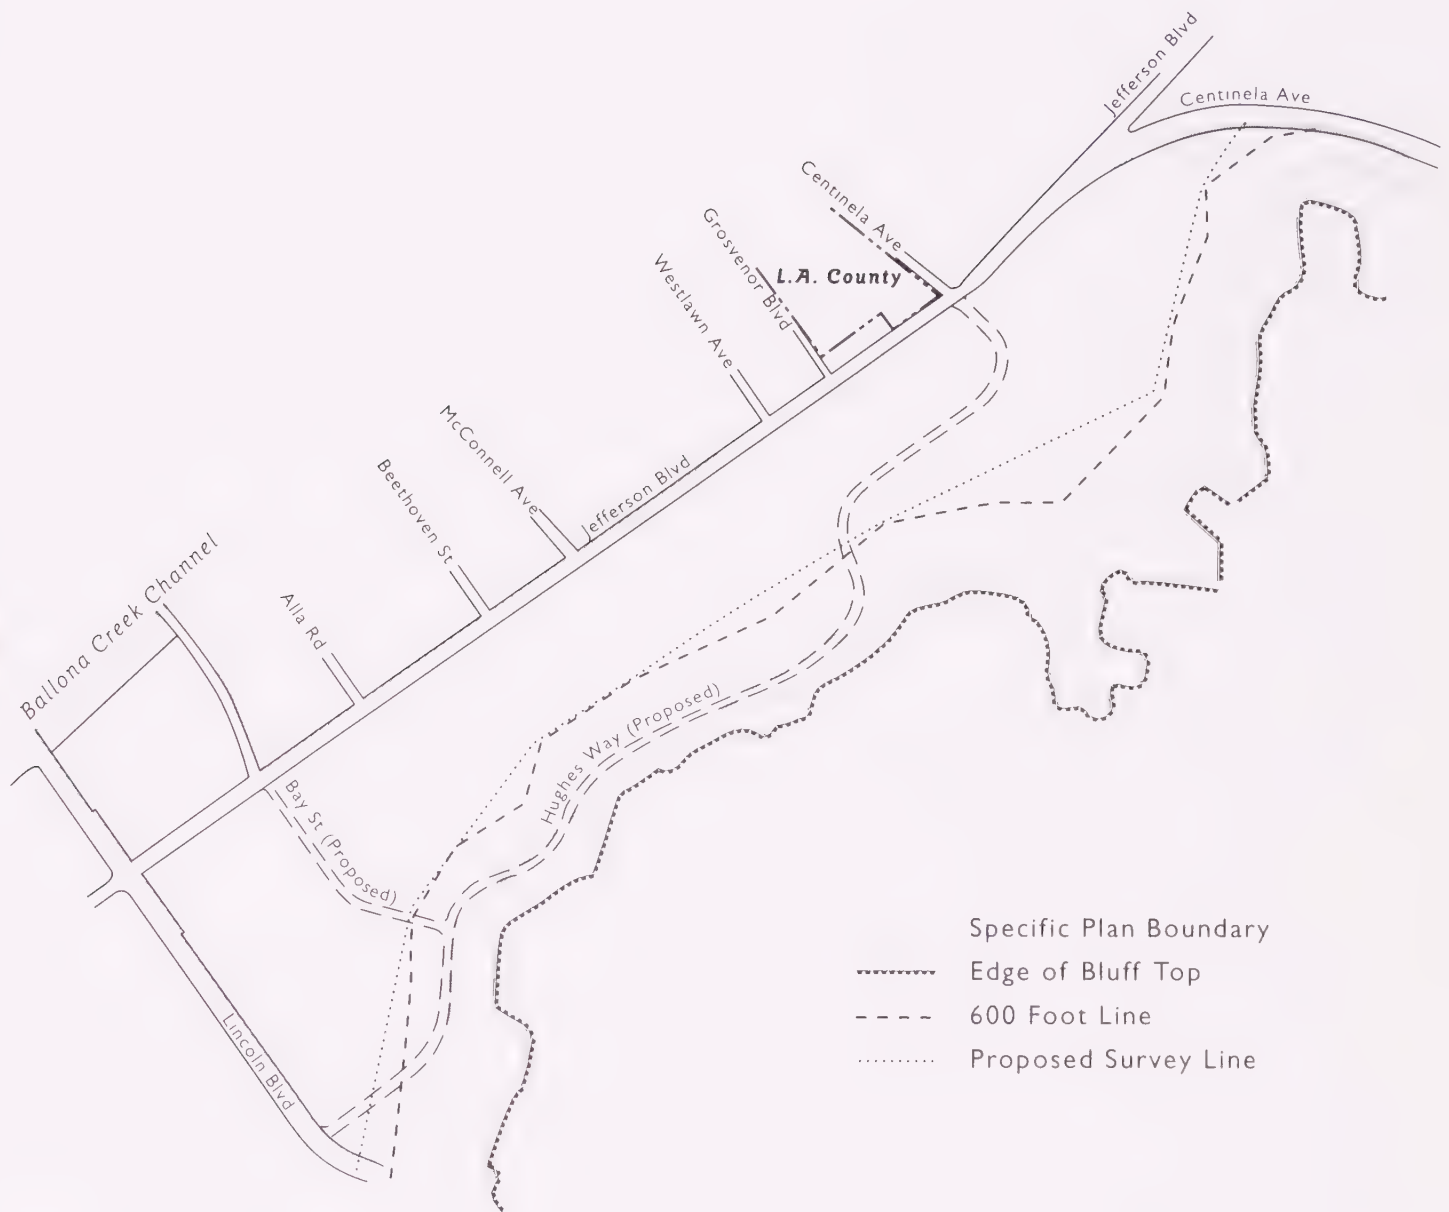 Jefferson Blvd
Centinela Ave
Centinela Ave
Grosvenor Blvd
L.A. County
Westlawn Ave
McConnell Ave
Jefferson Blvd
Beethoven St
Ballona Creek Channel
Alla Rd
Hughes Way (Proposed)
Bay St (Proposed)
Lincoln Blvd
Specific Plan Boundary
Edge of Bluff Top
600 Foot Line
Proposed Survey Line